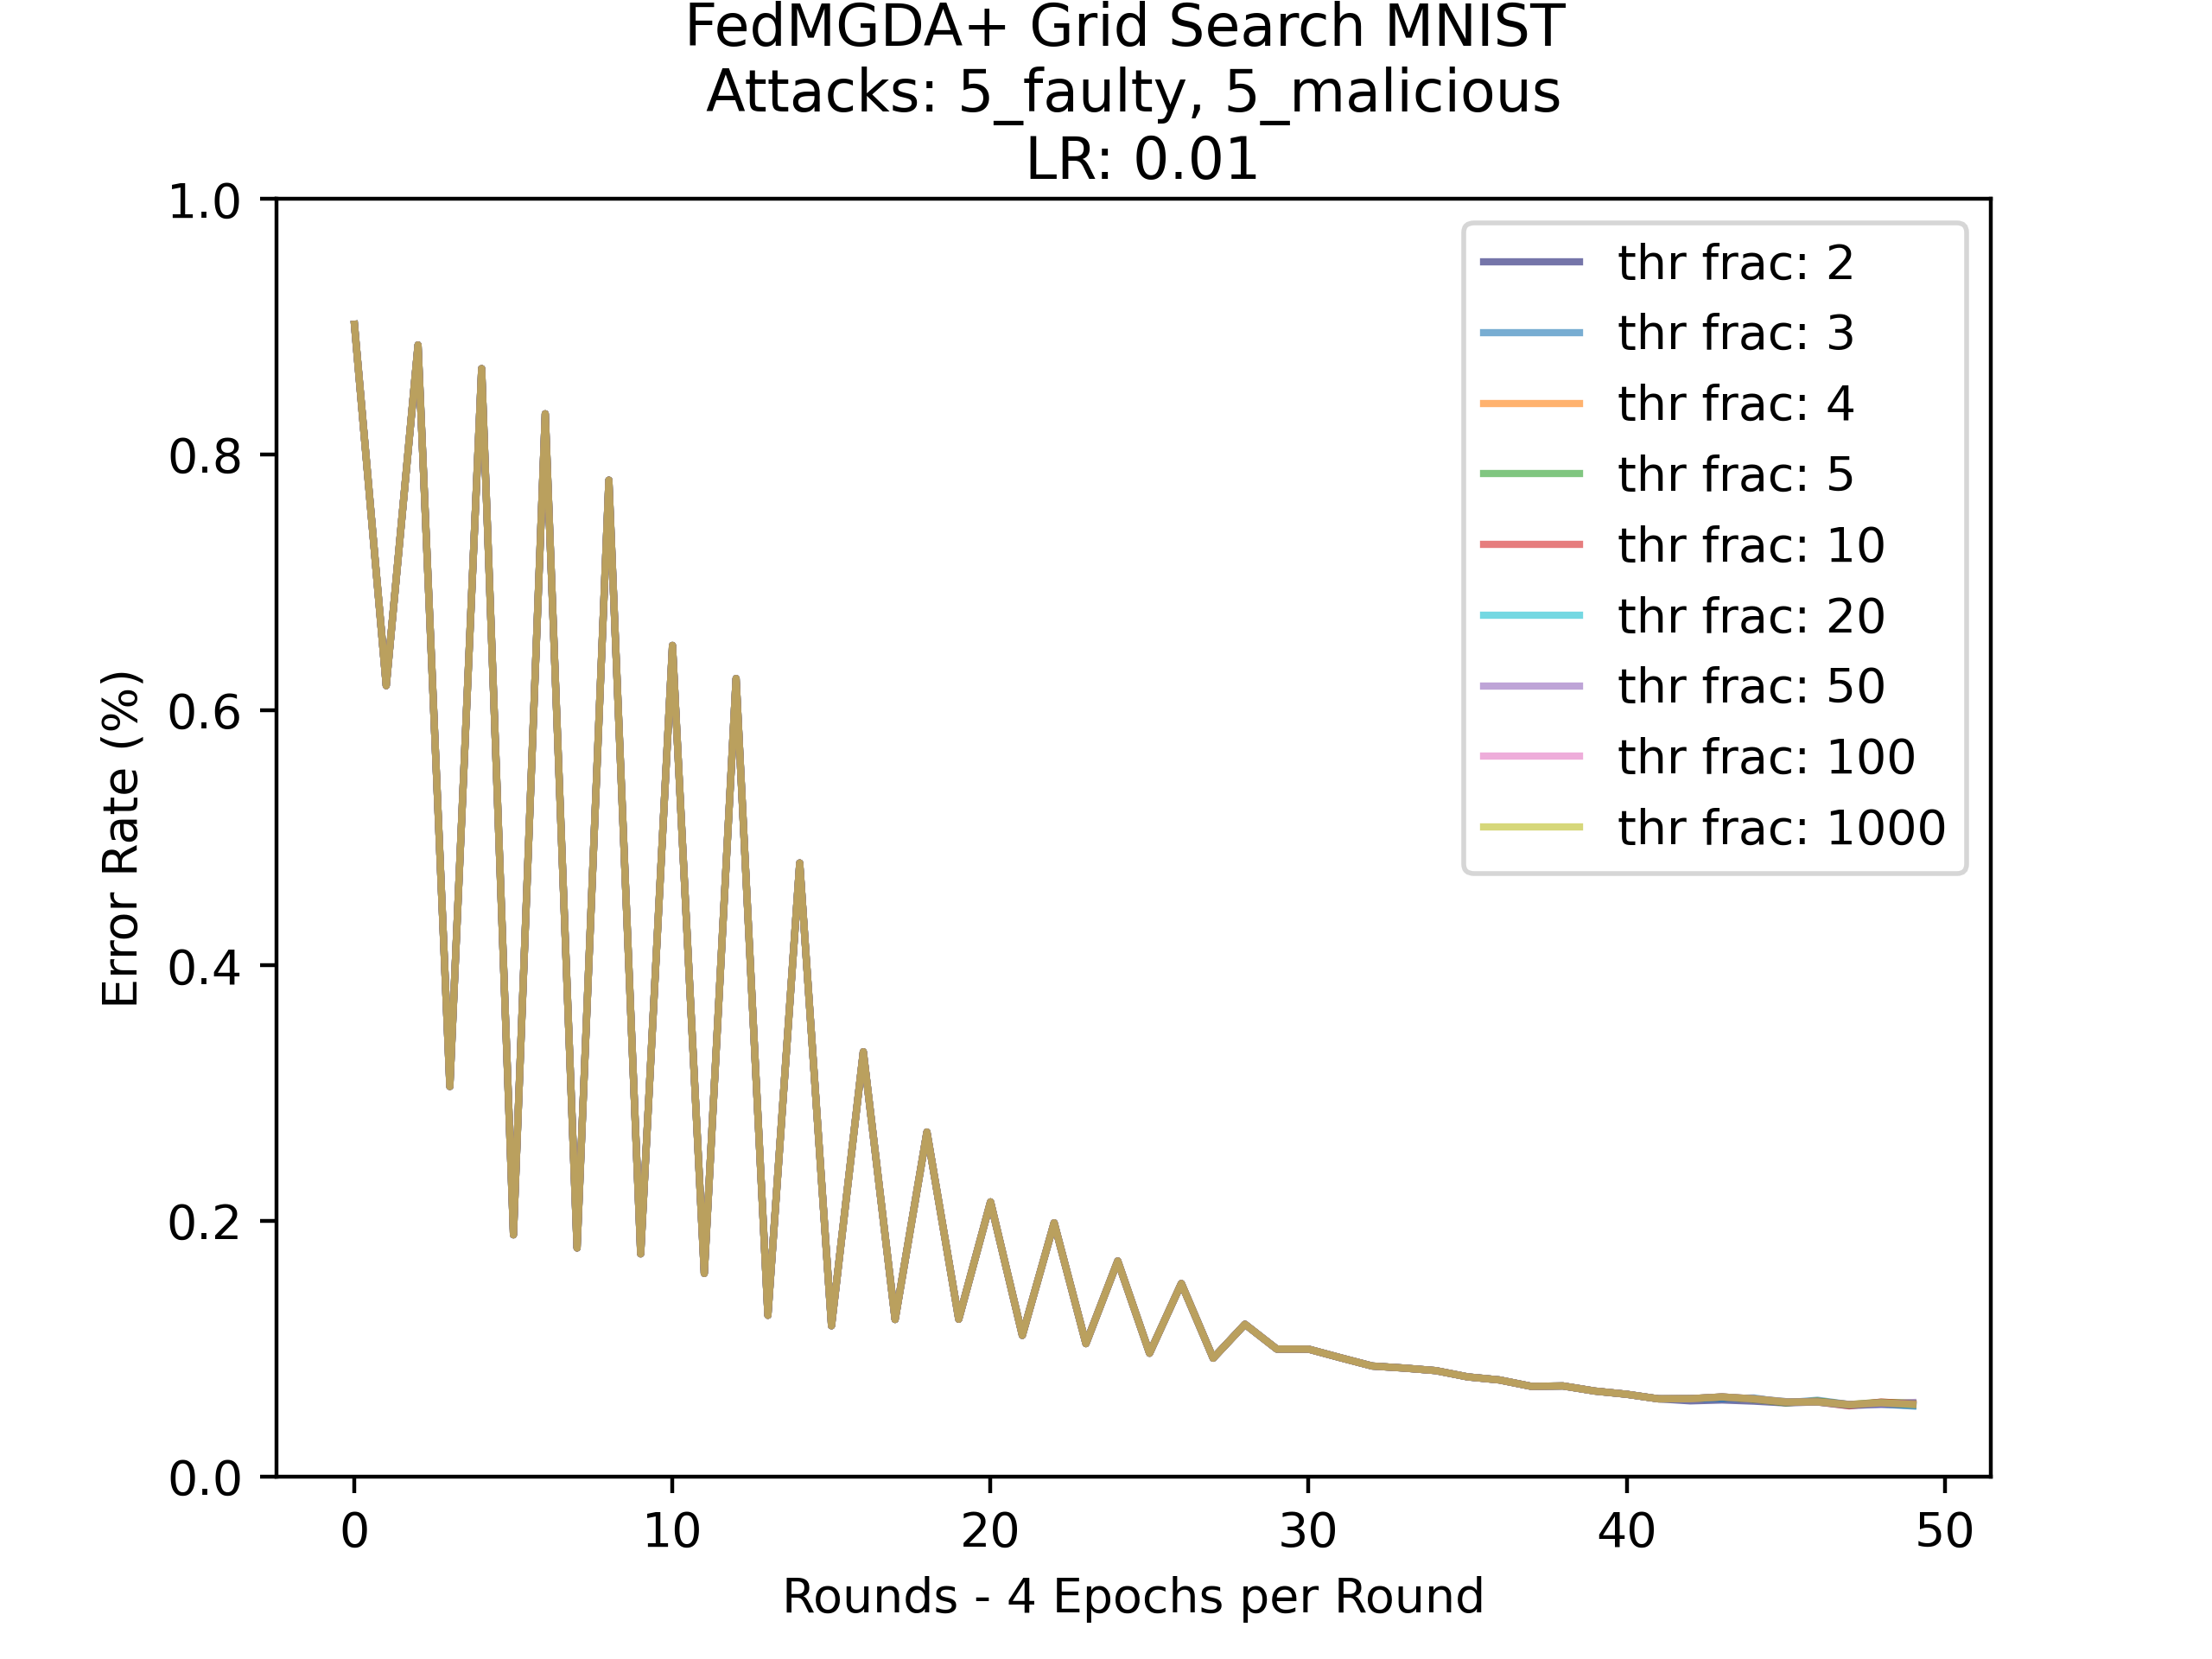 FedMGDA+ Grid Search MNIST
Attacks: 5_faulty, 5_malicious
LR: 0.01
1.0
0.8
0.6
0.4
0.2
0.0
Error Rate (%)
thr frac: 2
thr frac: 3
thr frac: 4
thr frac: 5
thr frac: 10
thr frac: 20
thr frac: 50
thr frac: 100
thr frac: 1000
0 10 20 30 40 50
Rounds - 4 Epochs per Round